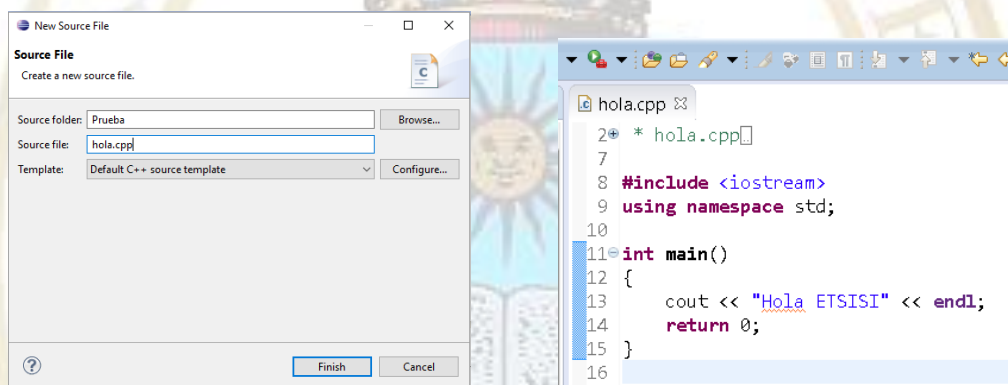 New Source File
Source File
Create a new source file.
Source folder: Prueba Browse...
Source file: hola.cpp
Template: Default C++ source template Configure...
Finish Cancel
hola.cpp
2 * hola.cpp
7
8 #include <iostream>
9 using namespace std;
10
11 int main()
12 {
13 cout << "Hola ETSISI" << endl;
14 return 0;
15 }
16